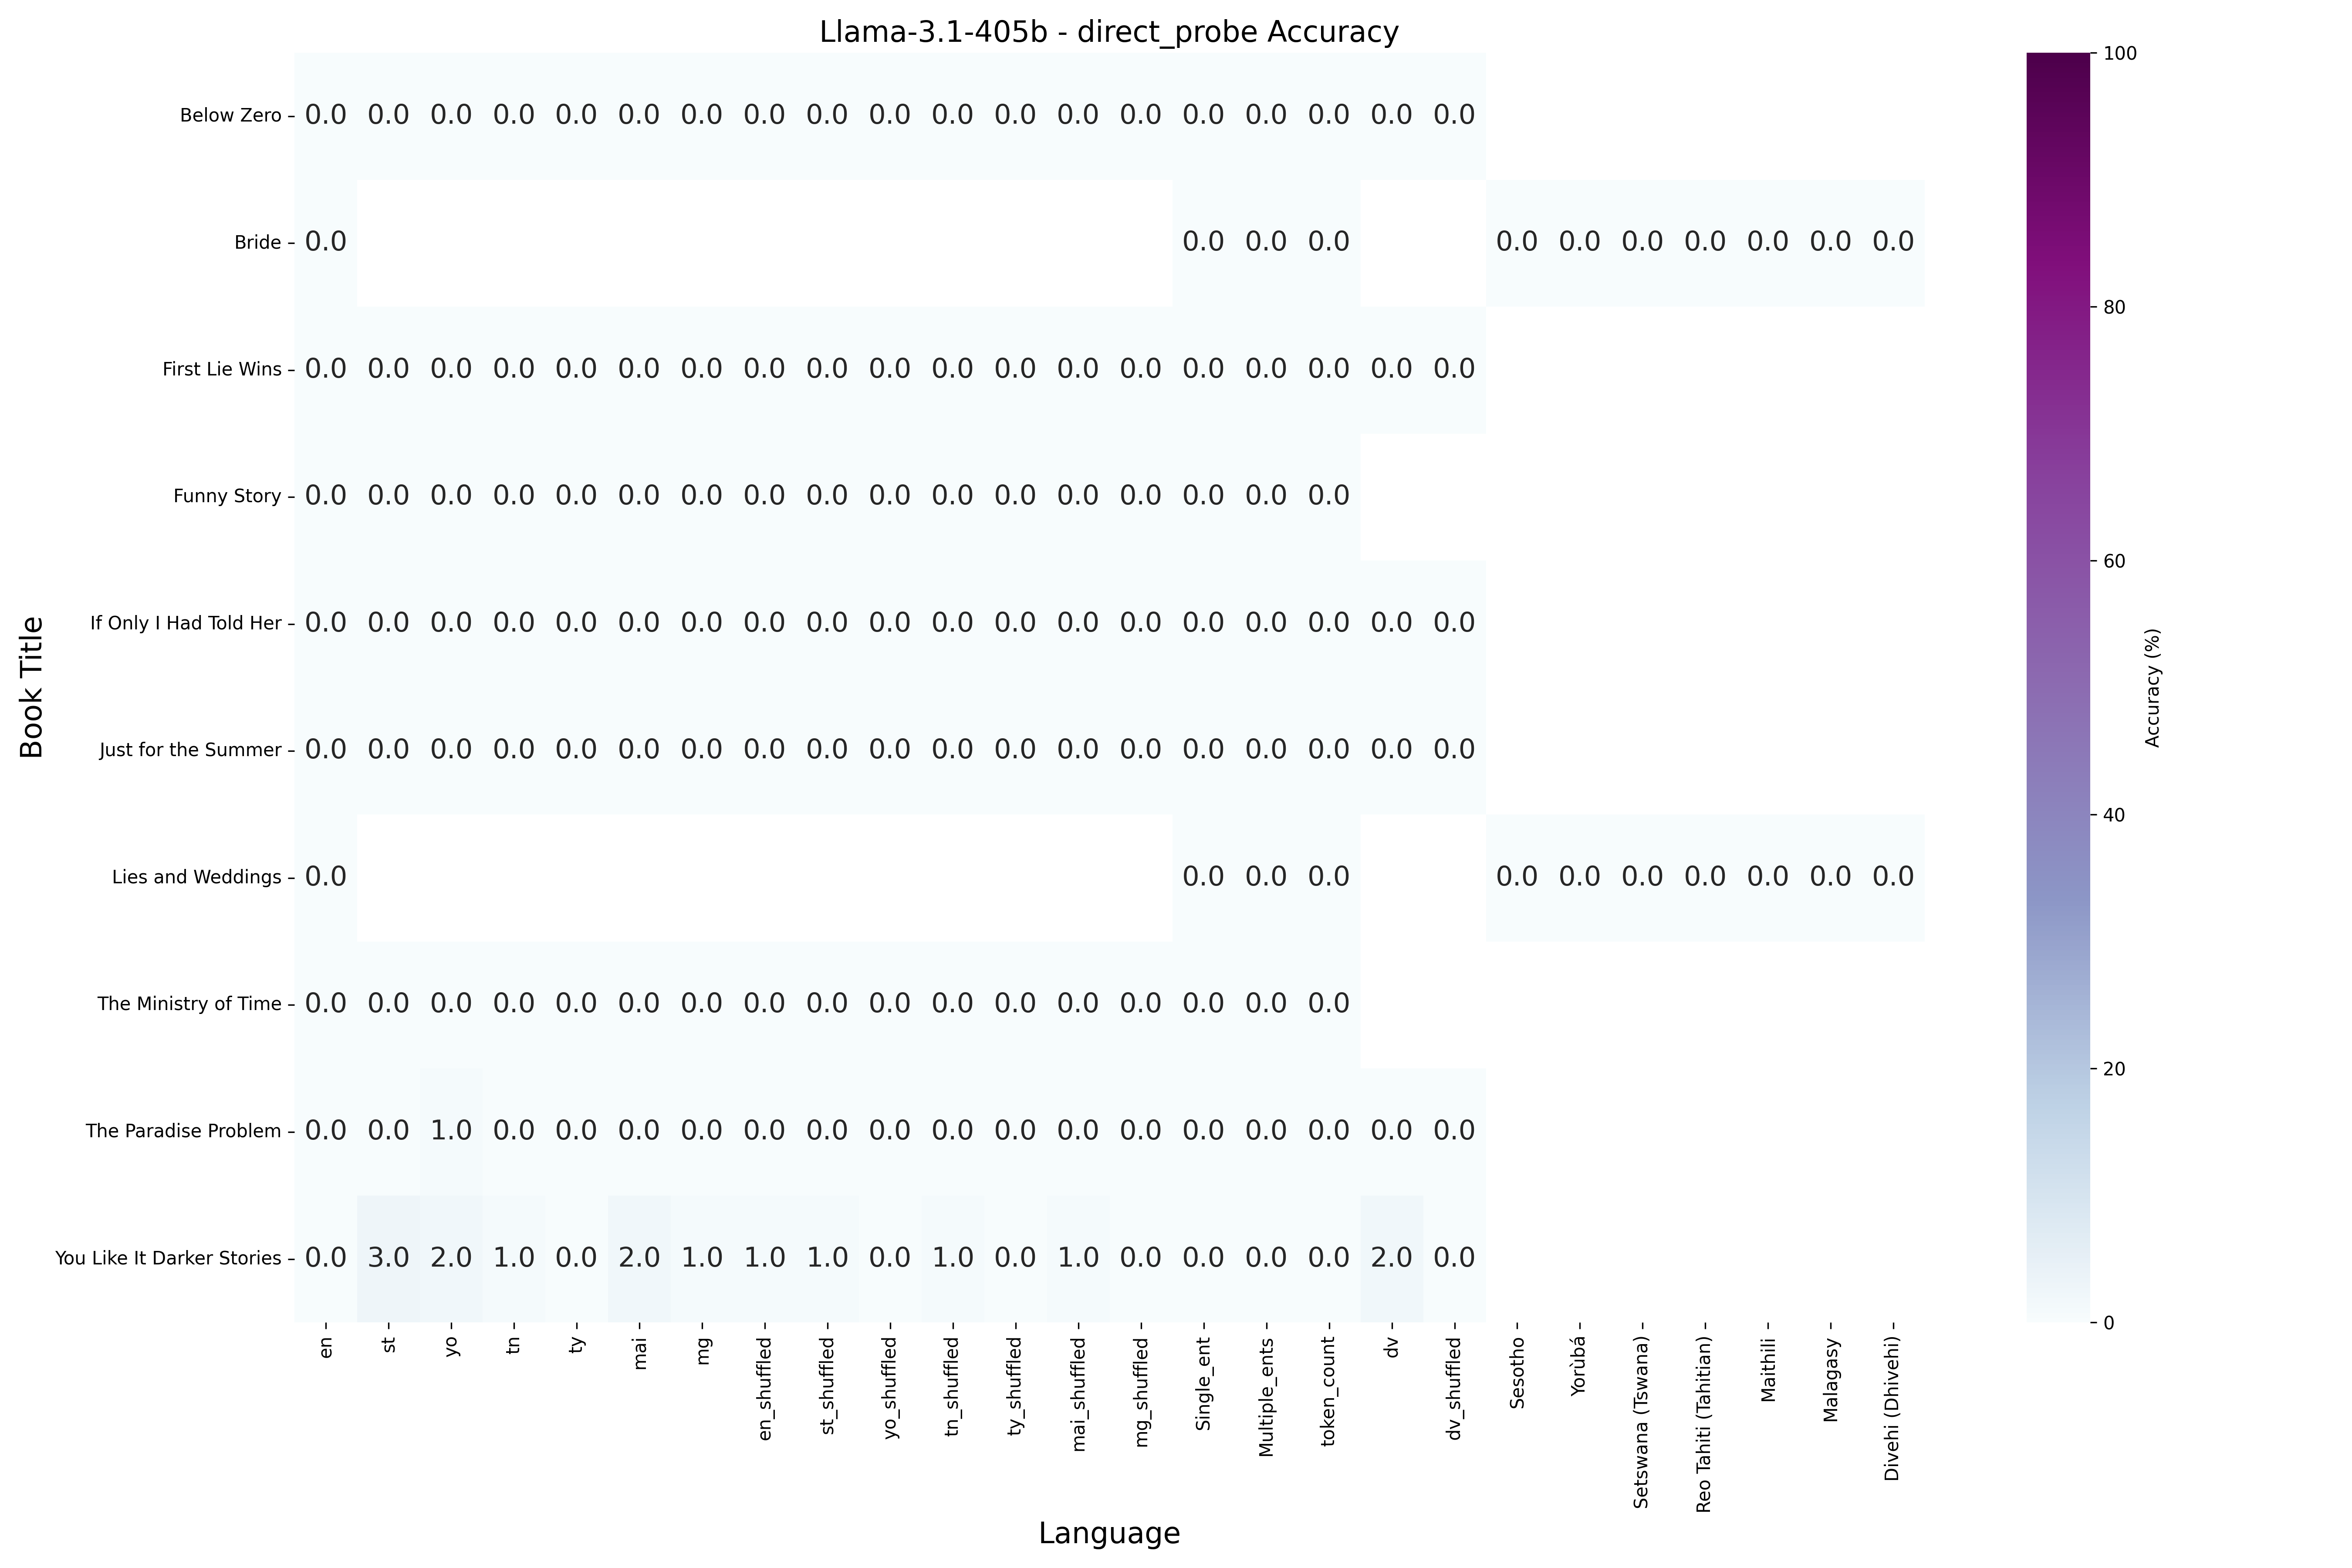 Llama-3.1-405b - direct_probe Accuracy
Book Title
Below Zero 0.0 0.0 0.0 0.0 0.0 0.0 0.0 0.0 0.0 0.0 0.0 0.0 0.0 0.0 0.0 0.0 0.0 0.0 0.0
Bride 0.0 0.0 0.0 0.0 0.0 0.0 0.0 0.0 0.0 0.0 0.0
First Lie Wins 0.0 0.0 0.0 0.0 0.0 0.0 0.0 0.0 0.0 0.0 0.0 0.0 0.0 0.0 0.0 0.0 0.0 0.0 0.0
Funny Story 0.0 0.0 0.0 0.0 0.0 0.0 0.0 0.0 0.0 0.0 0.0 0.0 0.0 0.0 0.0 0.0 0.0
If Only I Had Told Her 0.0 0.0 0.0 0.0 0.0 0.0 0.0 0.0 0.0 0.0 0.0 0.0 0.0 0.0 0.0 0.0 0.0 0.0 0.0
Just for the Summer 0.0 0.0 0.0 0.0 0.0 0.0 0.0 0.0 0.0 0.0 0.0 0.0 0.0 0.0 0.0 0.0 0.0 0.0 0.0
Lies and Weddings 0.0 0.0 0.0 0.0 0.0 0.0 0.0 0.0 0.0 0.0 0.0
The Ministry of Time 0.0 0.0 0.0 0.0 0.0 0.0 0.0 0.0 0.0 0.0 0.0 0.0 0.0 0.0 0.0 0.0 0.0
The Paradise Problem 0.0 0.0 1.0 0.0 0.0 0.0 0.0 0.0 0.0 0.0 0.0 0.0 0.0 0.0 0.0 0.0 0.0 0.0 0.0
You Like It Darker Stories 0.0 3.0 2.0 1.0 0.0 2.0 1.0 1.0 1.0 0.0 1.0 0.0 1.0 0.0 0.0 0.0 0.0 2.0 0.0
en
st
yo
tn
ty
mai
mg
en_shuffled
st_shuffled
yo_shuffled
tn_shuffled
ty_shuffled
mai_shuffled
mg_shuffled
Single_ent
Multiple_ents
token_count
dv
dv_shuffled
Sesotho
Yorùbá
Setswana (Tswana)
Reo Tahiti (Tahitian)
Maithili
Malagasy
Divehi (Dhivehi)
Language
100
80
60
40
20
0
Accuracy (%)